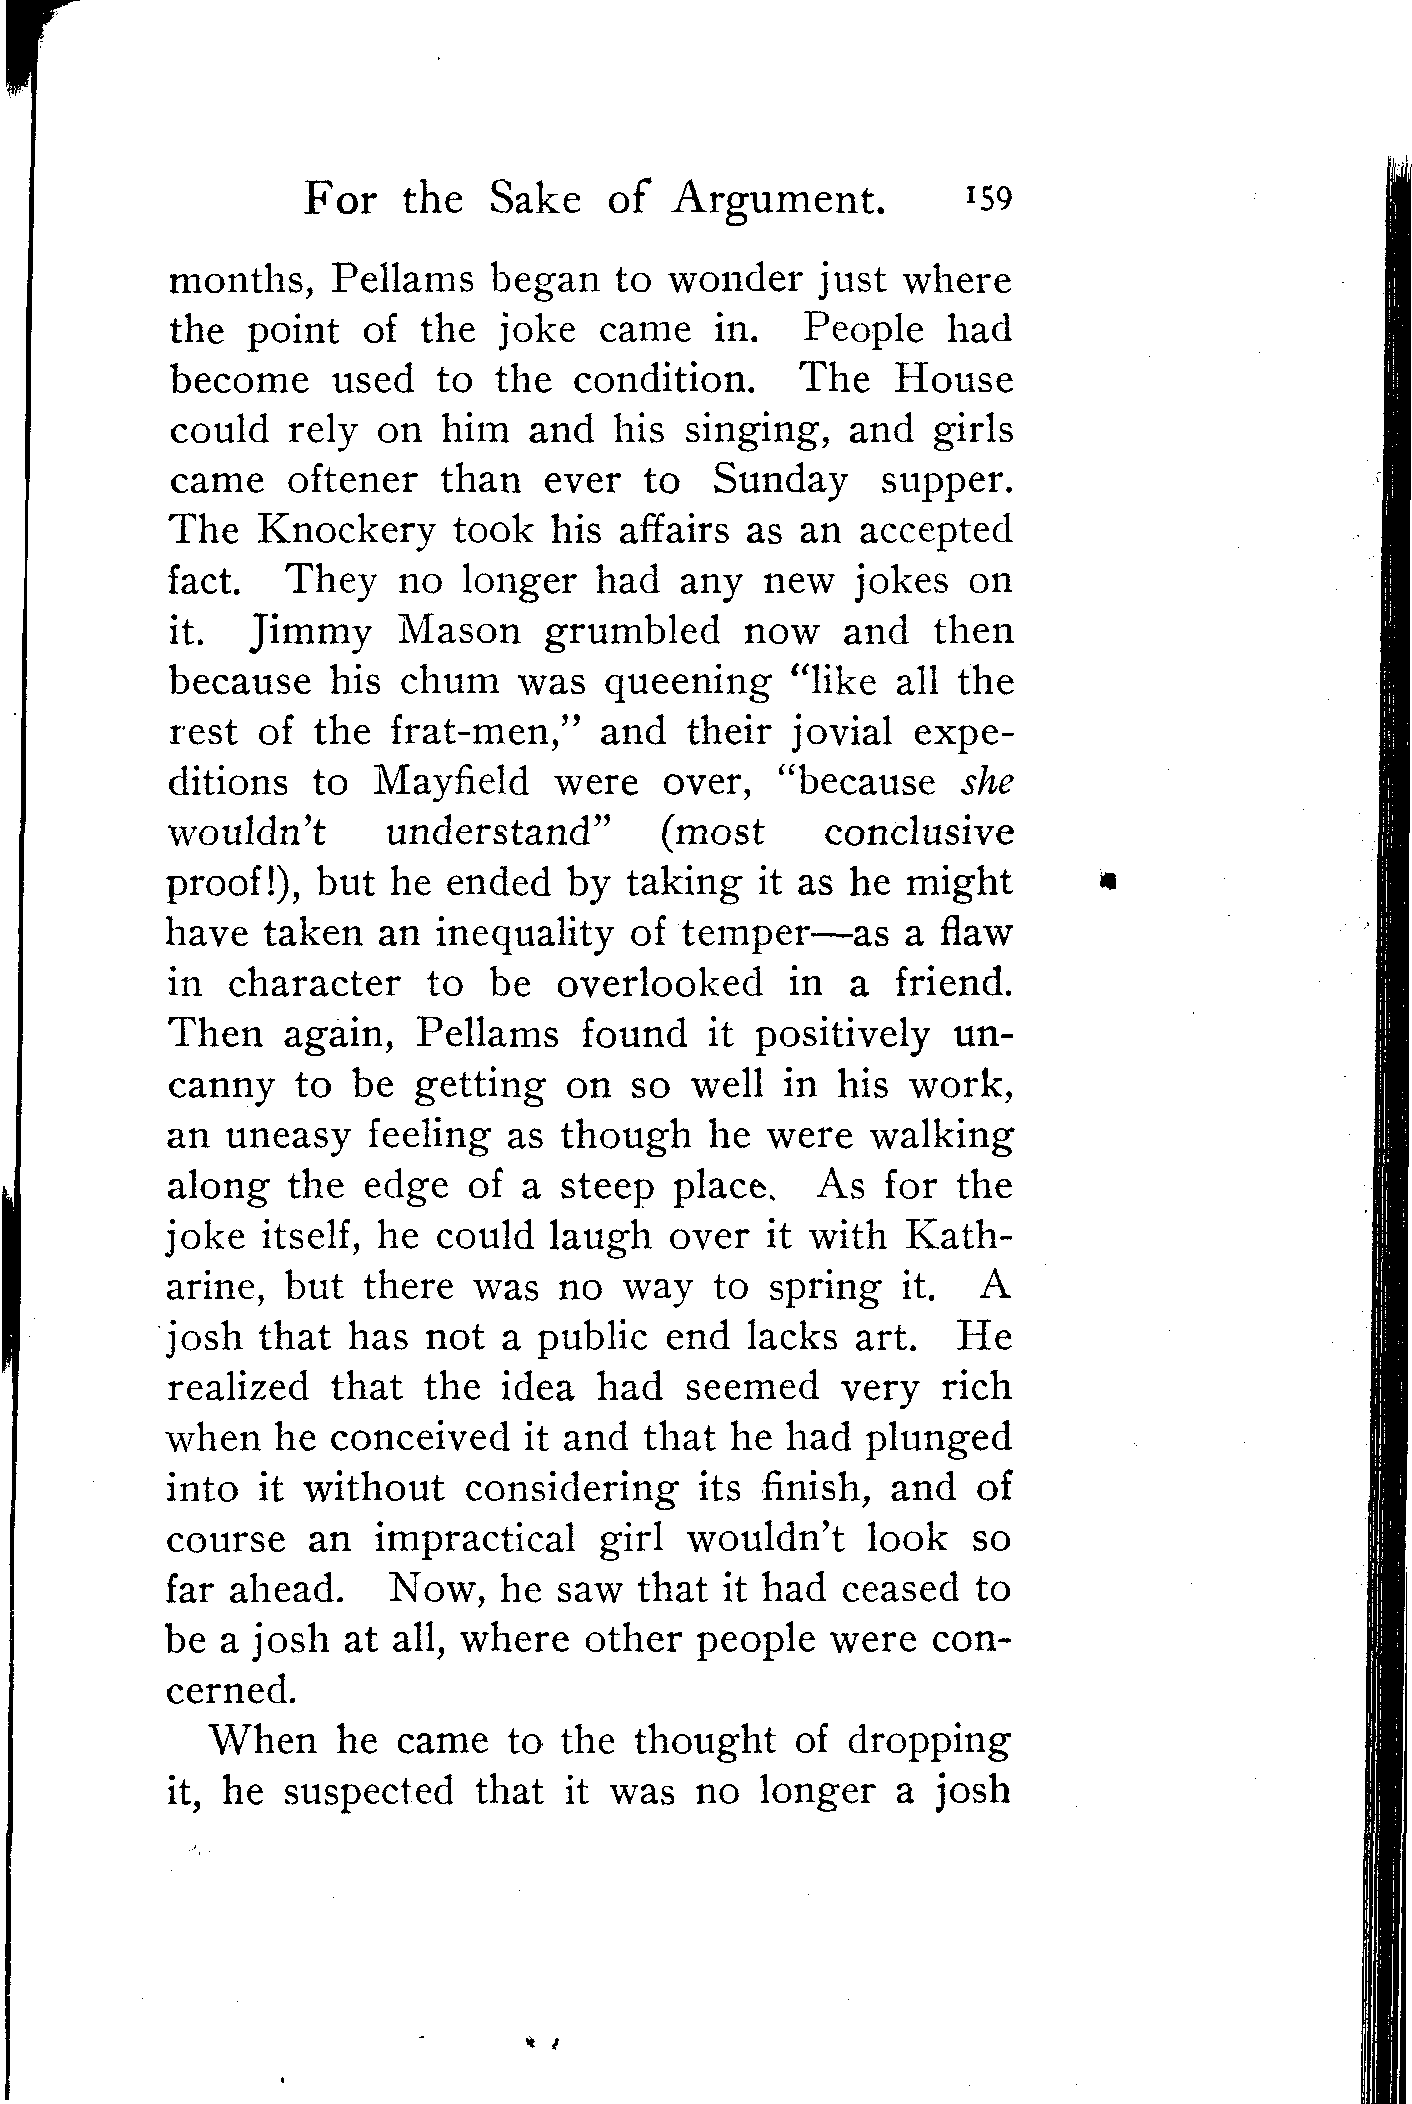 For the Sake of Argument. 159
months, Pellams began to wonder just where
the point of the joke came in. People had
become used to the condition. The House
could rely on him and his singing, and girls
came oftener than ever to Sunday supper.
The Knockery took his affairs as an accepted
fact. They no longer had any new jokes on
it. Jimmy Mason grumbled now and then
because his chum was queening “like all the
rest of the frat-men,” and their jovial expe-
ditions to Mayfield were over, “because she
wouldn’t understand” (most conclusive
proof!), but he ended by taking it as he might
have taken an inequality of temper—as a flaw
in character to be overlooked in a friend.
Then again, Pellams found it positively un-
canny to be getting on so well in his work,
an uneasy feeling as though he were walking
along the edge of a steep place. As for the
joke itself, he could laugh over it with Kath-
arine, but there was no way to spring it. A
josh that has not a public end lacks art. He
realized that the idea had seemed very rich
when he conceived it and that he had plunged
into it without considering its finish, and of
course an impractical girl wouldn’t look so
far ahead. Now, he saw that it had ceased to
be a josh at all, where other people were con-
cerned.
When he came to the thought of dropping
it, he suspected that it was no longer a josh